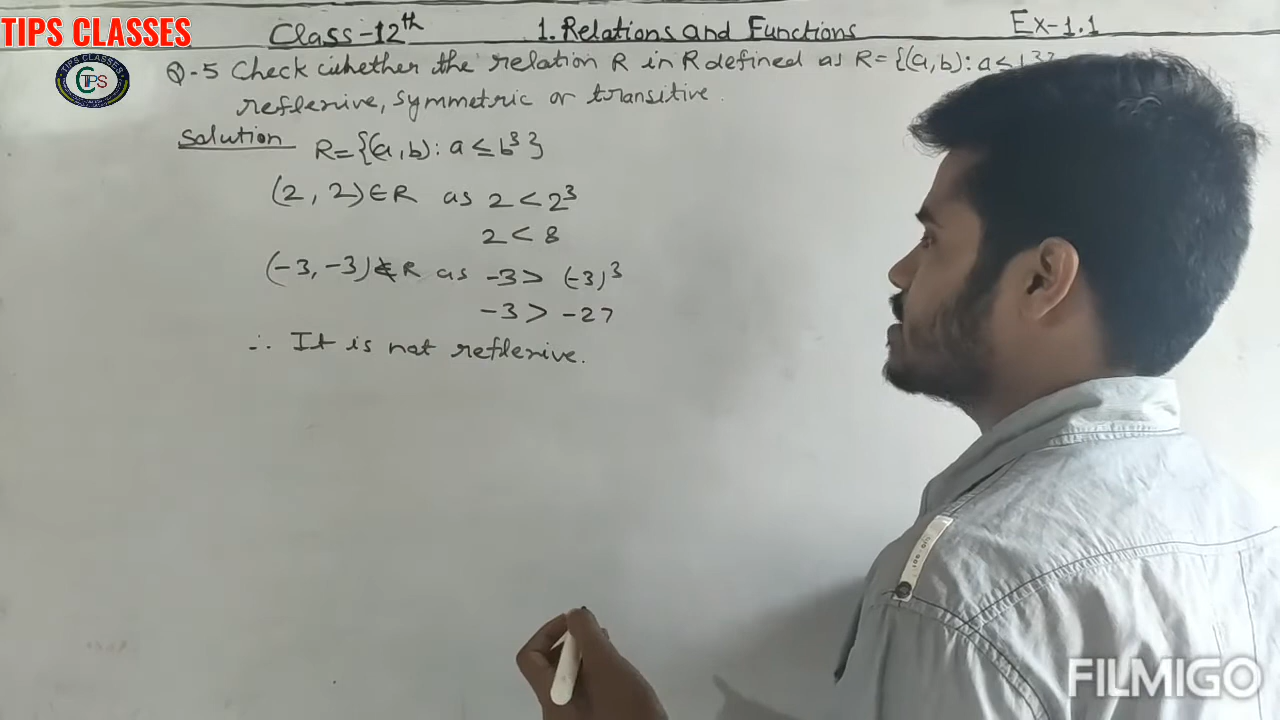 TIPS CLASSES
Class-12th 1. Relations and Functions Ex-1.1
TIPS CLASSES
Q-5 Check whether the relation R in R defined as R={(a,b): a≤b3}
reflexive, symmetric or transitive.
Solution R={(a,b): a≤b³}
(2,2)∈R as 2<2³
2<8
(-3,-3)∉R as -3> (-3)³
-3>-27
∴ It is not reflexive.
FILMIGO